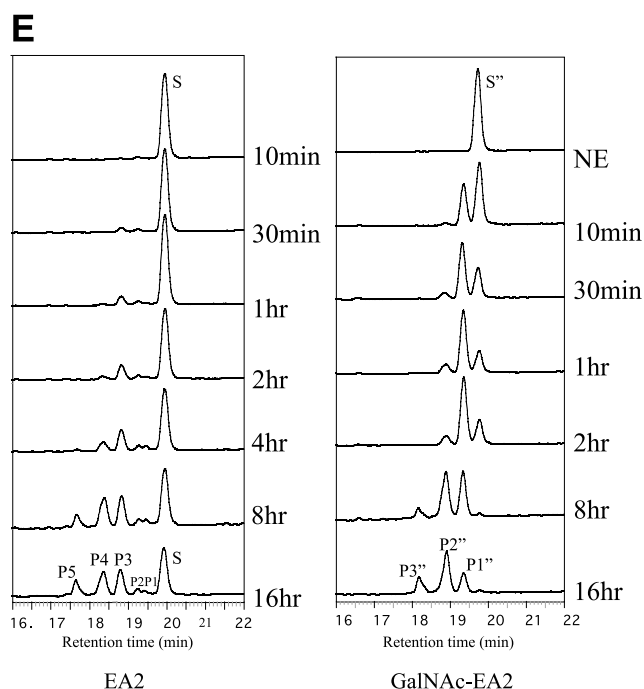 E
S
10min
30min
1hr
2hr
4hr
8hr
P5 P4 P3 P2P1 S
16hr
16. 17 18 19 20 21 22
Retention time (min)
EA2
S”
NE
10min
30min
1hr
2hr
8hr
P3” P2” P1”
16hr
16 17 18 19 20 21 22
Retention time (min)
GalNAc-EA2